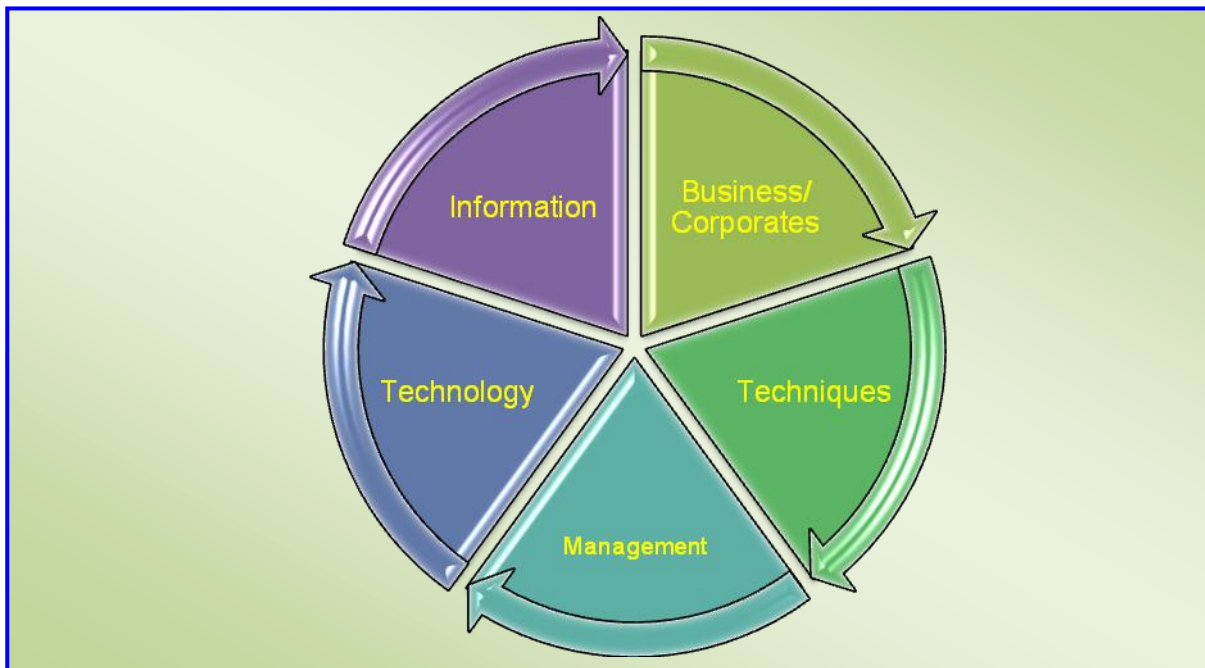 Information
Business/
Corporates
Technology
Techniques
Management